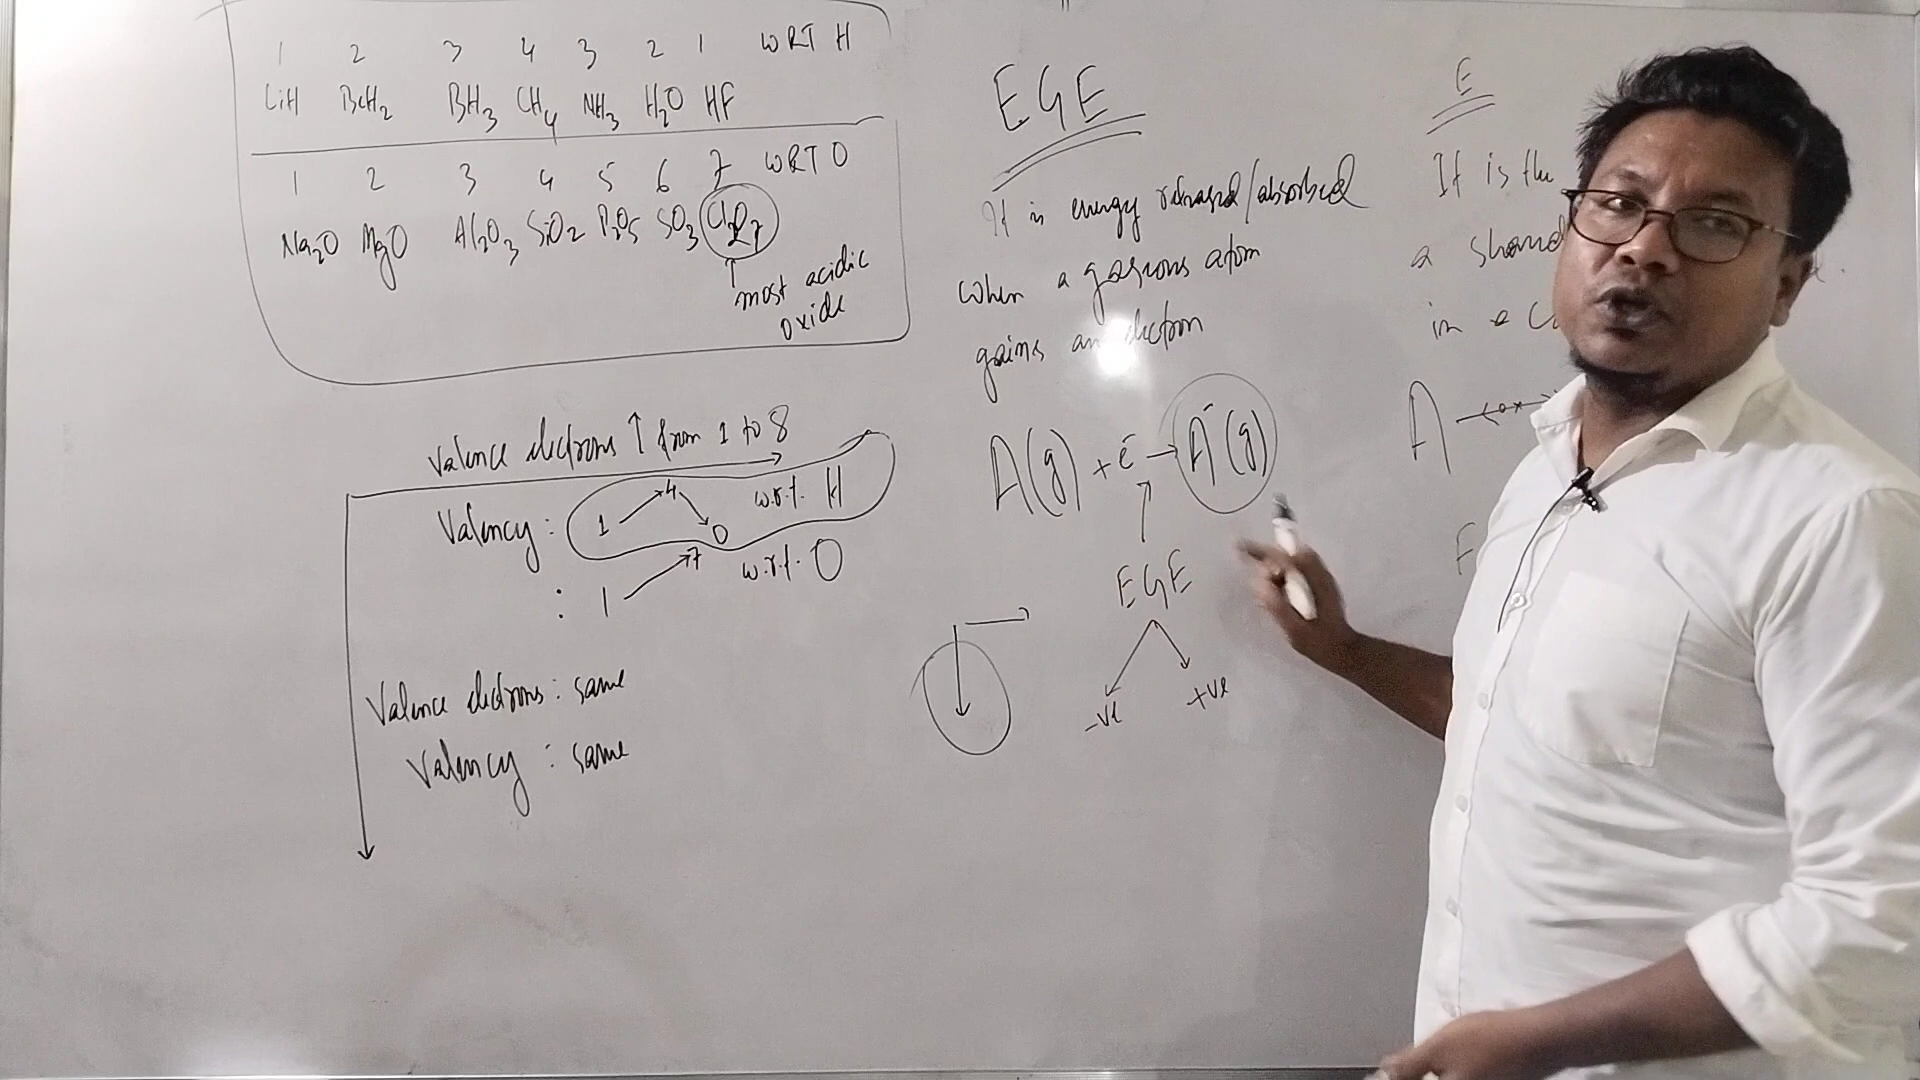 1 2 3 4 3 2 1 WRT H
LiH BeH2 BH3 CH4 NH3 H2O HF
1 2 3 4 5 6 7 WRT O
Na2O MgO Al2O3 SiO2 P2O5 SO3 Cl2O7
most acidic
oxide
Valence electrons ↑ from 1 to 8
Valency : 1 → 4 → 0 w.r.t. H
: 1 → 7 w.r.t. O
Valence electrons : same
Valency : same
EGE
It is energy released/absorbed
when a gaseous atom
gains an electron
A(g) + e⁻ → A⁻(g)
EGE
-ve +ve
E
It is the
a shared
in a
A